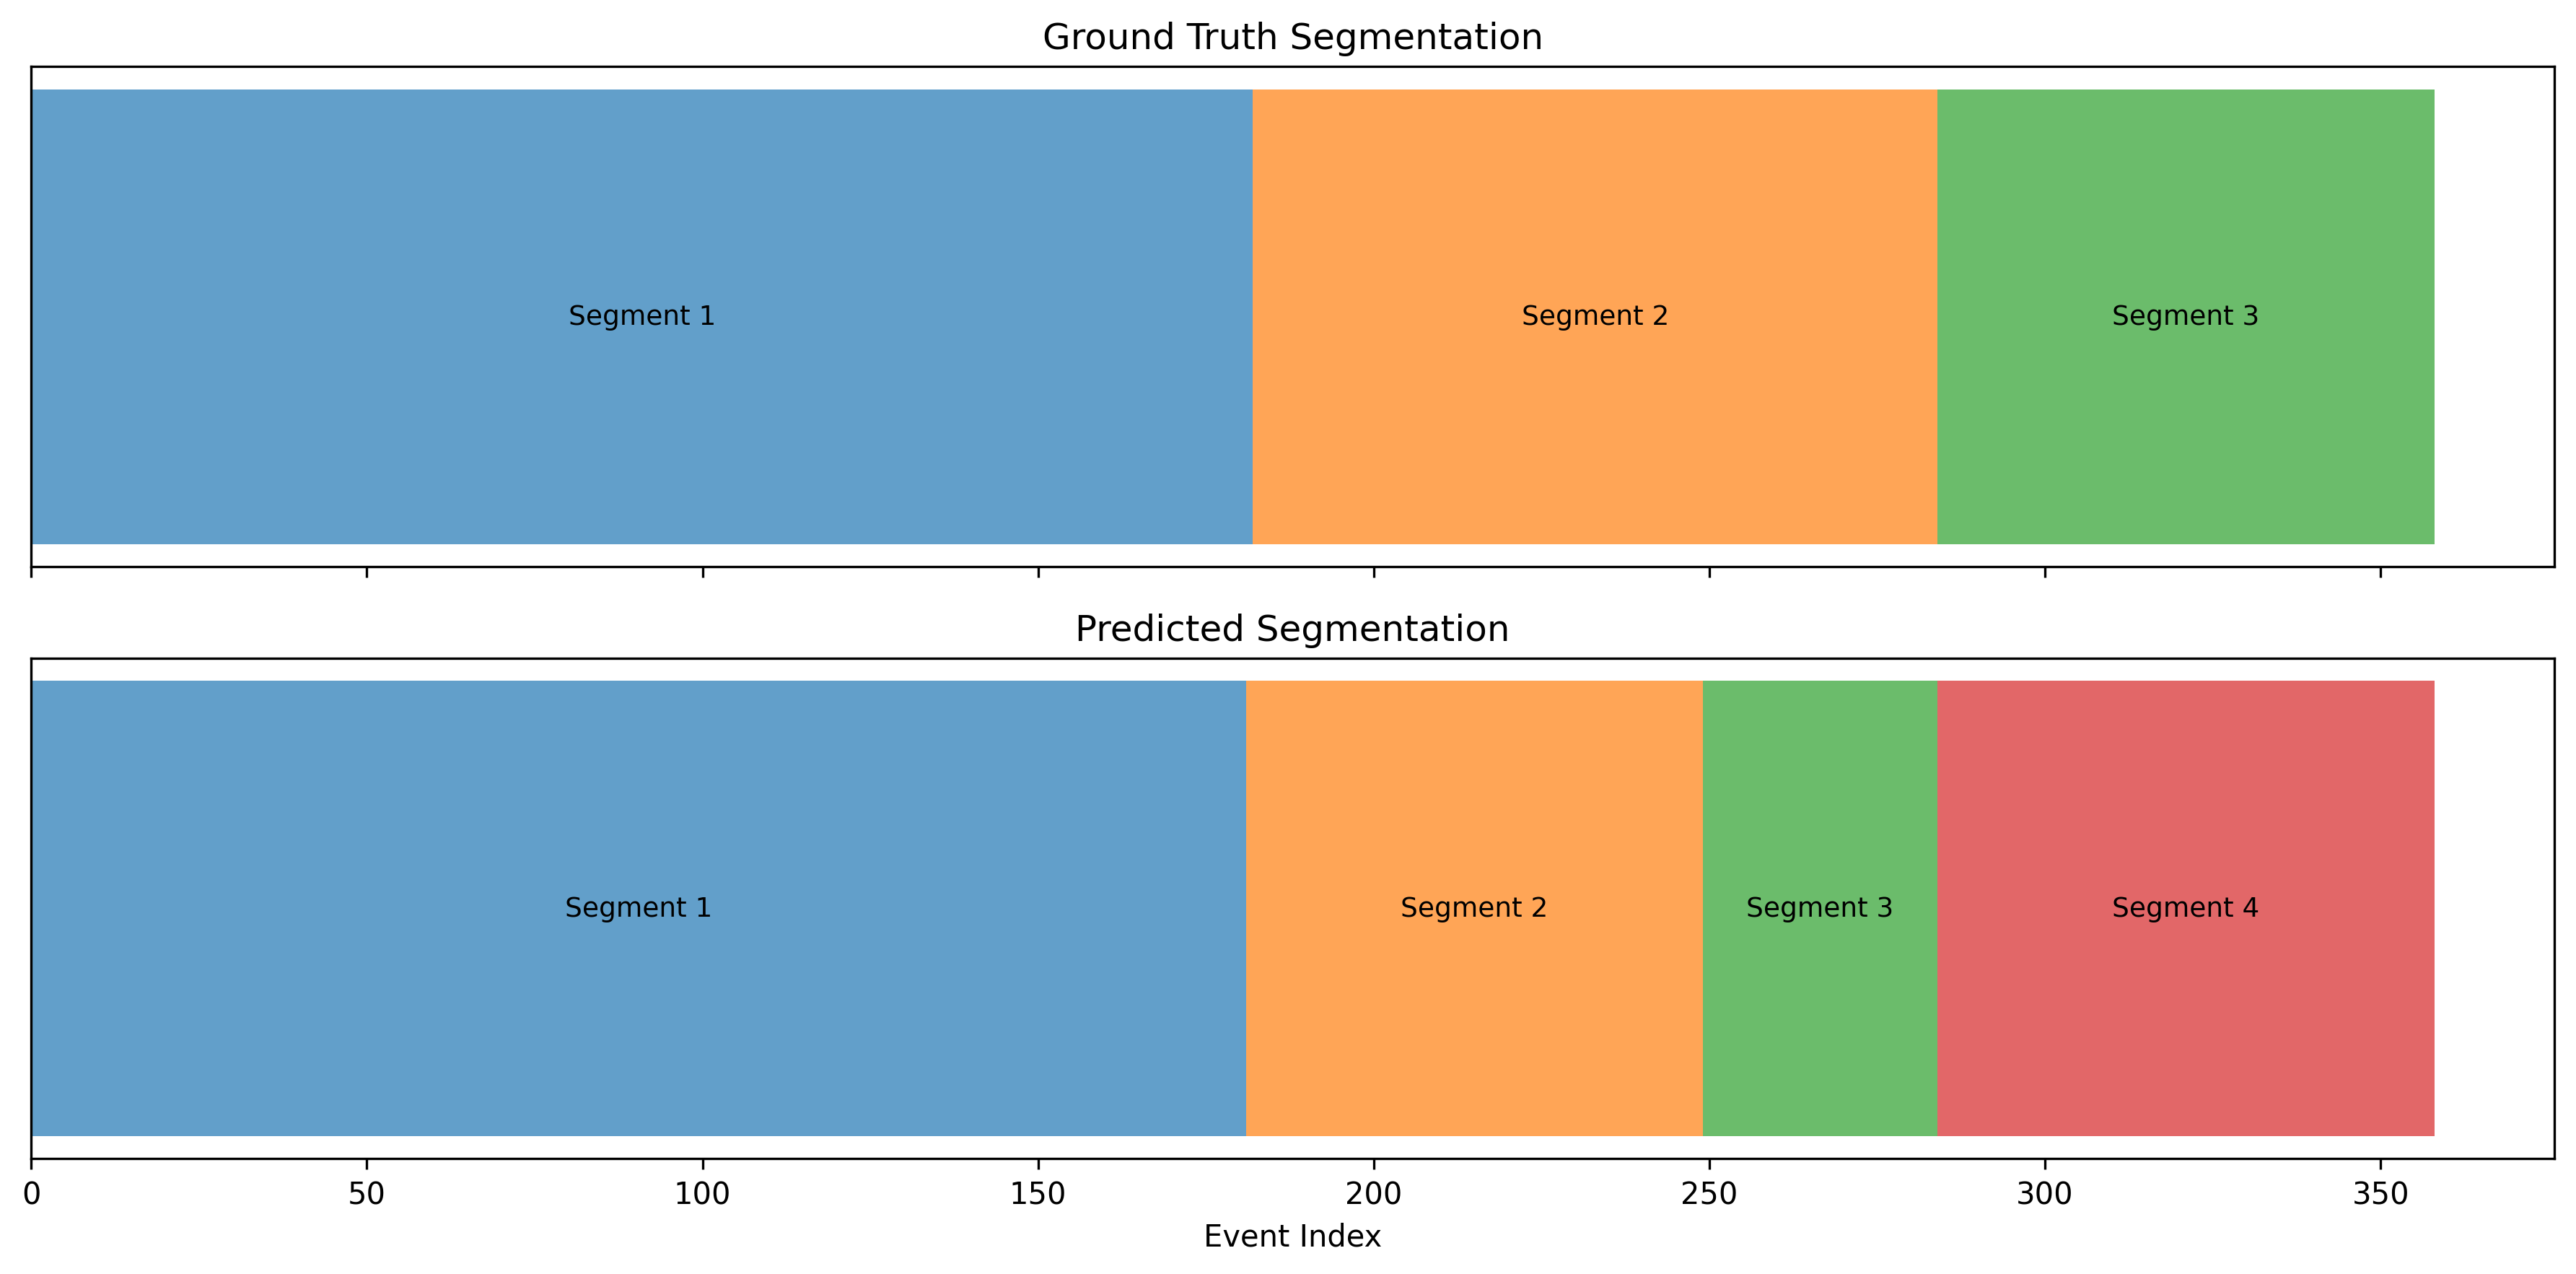 Ground Truth Segmentation
Segment 1 Segment 2 Segment 3
Predicted Segmentation
Segment 1 Segment 2 Segment 3 Segment 4
0 50 100 150 200 250 300 350
Event Index